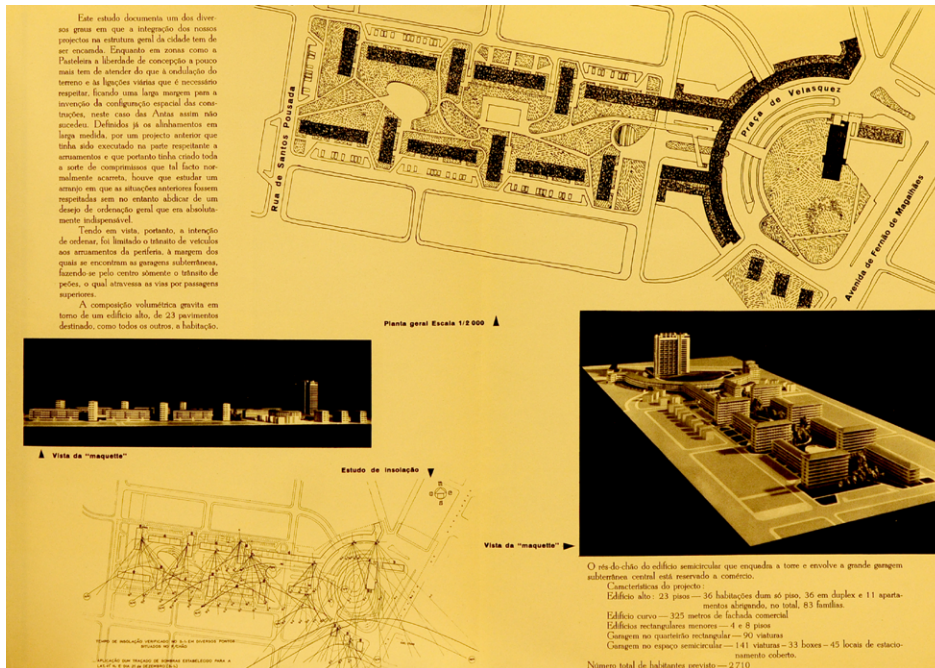 Este estudo documenta um dos diver-
sos graus em que a integração dos nossos
projectos na estrutura geral da cidade tem de
ser encarada. Enquanto em zonas como a
Pasteleira a liberdade de concepção a pouco
mais tem de atender do que à ondulação do
terreno e às ligações viárias que é necessário
respeitar, ficando uma larga margem para a
invenção da configuração espacial das cons-
truções, neste caso das Antas assim não
sucedeu. Definidos já os alinhamentos em
larga medida, por um projecto anterior que
tinha sido executado na parte respeitante a
arruamentos e que portanto tinha criado toda
a sorte de compromissos que tal facto nor-
malmente acarreta, houve que estudar um
arranjo em que as situações anteriores fossem
respeitadas sem no entanto abdicar de um
desejo de ordenação geral que era absoluta-
mente indispensável.
Tendo em vista, portanto, a intenção
de ordenar, foi limitado o trânsito de veículos
aos arruamentos da periferia, à margem dos
quais se encontram as garagens subterrâneas,
fazendo-se pelo centro sòmente o trânsito de
peões, o qual atravessa as vias por passagens
superiores.
A composição volumétrica gravita em
torno de um edifício alto, de 23 pavimentos
destinado, como todos os outros, a habitação.
Rua de Santos Pousada
Praça de Velasquez
Avenida de Fernão de Magalhães
Planta geral Escala 1/2 000
Vista da "maquette"
Estudo de insolação
n
o e
s
Vista da "maquette"
O rés-do-chão do edifício semicircular que enquadra a torre e envolve a grande garagem
subterrânea central está reservado a comércio.
Características do projecto:
Edifício alto: 23 pisos — 36 habitações dum só piso, 36 em duplex e 11 aparta-
mentos abrigando, no total, 83 famílias.
Edifício curvo — 325 metros de fachada comercial
Edifícios rectangulares menores — 4 e 8 pisos
Garagem no quarteirão rectangular — 90 viaturas
Garagem no espaço semicircular — 141 viaturas — 33 boxes — 45 locais de estacio-
namento coberto.
Número total de habitantes previsto — 2 710